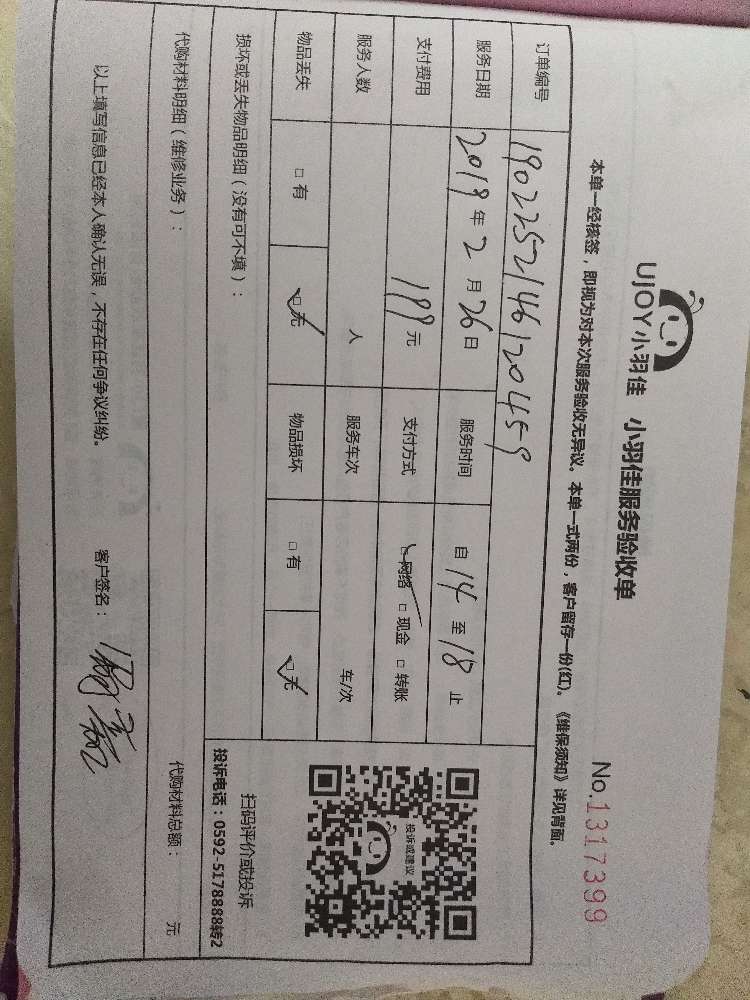 UJOY小羽佳 小羽佳服务验收单
No.1317399
本单一经核签，即视为对本次服务验收无异议。本单一式两份，客户留存一份(红)。《维保须知》详见背面。
订单编号 190225214612045 9
服务日期 2019年2月26日 服务时间 自14至18止
支付费用 199元 支付方式 □网络 □现金 □转账
服务人数 人 服务车次 车/次
物品丢失 □有 □无 物品损坏 □有 □无
损坏或丢失物品明细（没有可不填）：
投诉或建议
扫码评价或投诉
投诉电话：0592-5178888转2
代购材料明细（维修业务）：
代购材料总额： 元
以上填写信息已经本人确认无误，不存在任何争议纠纷。 客户签名：